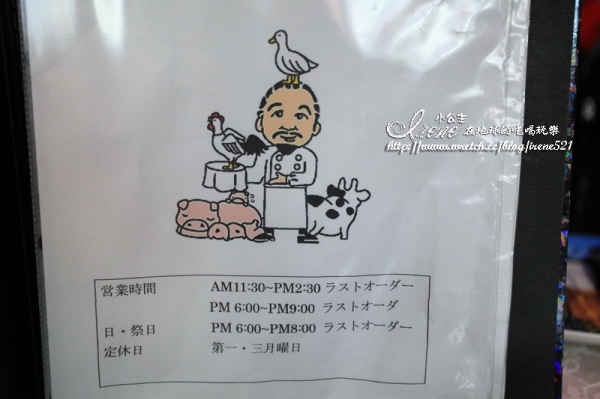 小公主
Irene 在地球的吃喝玩樂
http://www.wretch.cc/blog/irene521
営業時間 AM11:30~PM2:30 ラストオーダー
PM 6:00~PM9:00 ラストオーダ
日・祭日 PM 6:00~PM8:00 ラストオーダー
定休日 第一・三月曜日